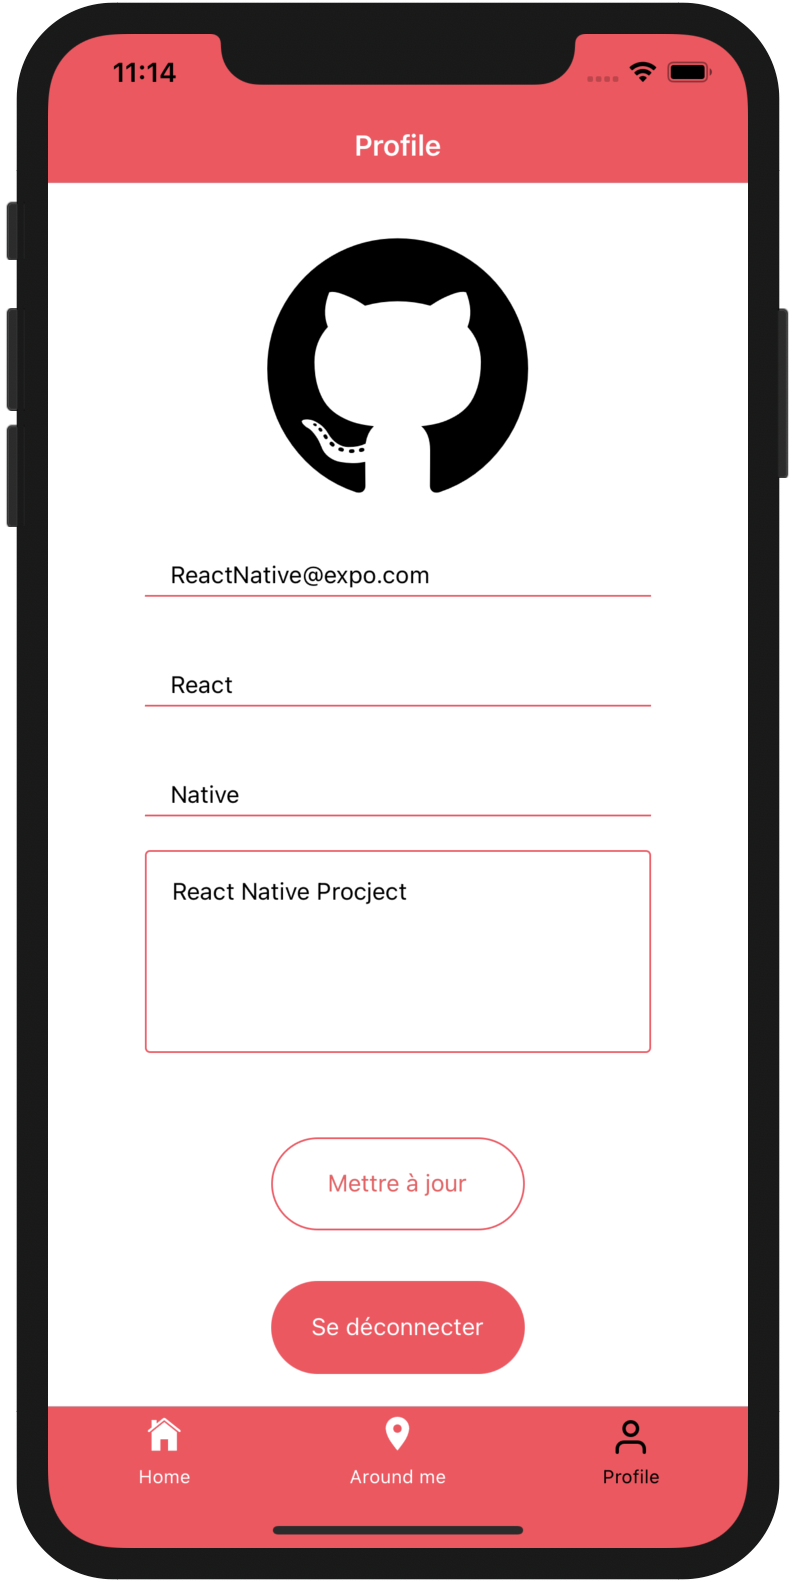 11:14
Profile
ReactNative@expo.com
React
Native
React Native Procject
Mettre à jour
Se déconnecter
Home
Around me
Profile